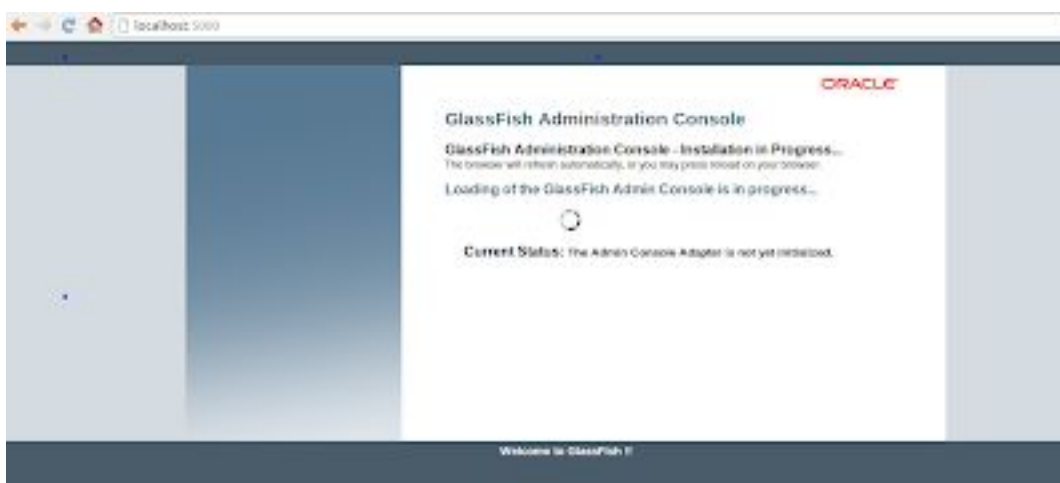 localhost:5000
ORACLE
GlassFish Administration Console
GlassFish Administration Console - Installation in Progress...
The browser will refresh automatically, or you may press reload on your browser.
Loading of the GlassFish Admin Console is in progress...
Current Status: The Admin Console Adapter is not yet initialized.
Welcome to GlassFish !!